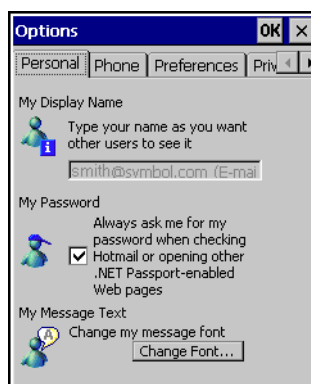 Options OK ×
Personal Phone Preferences Priv
My Display Name
Type your name as you want
other users to see it
smith@symbol.com (E-mai
My Password
Always ask me for my
password when checking
Hotmail or opening other
.NET Passport-enabled
Web pages
My Message Text
Change my message font
Change Font...